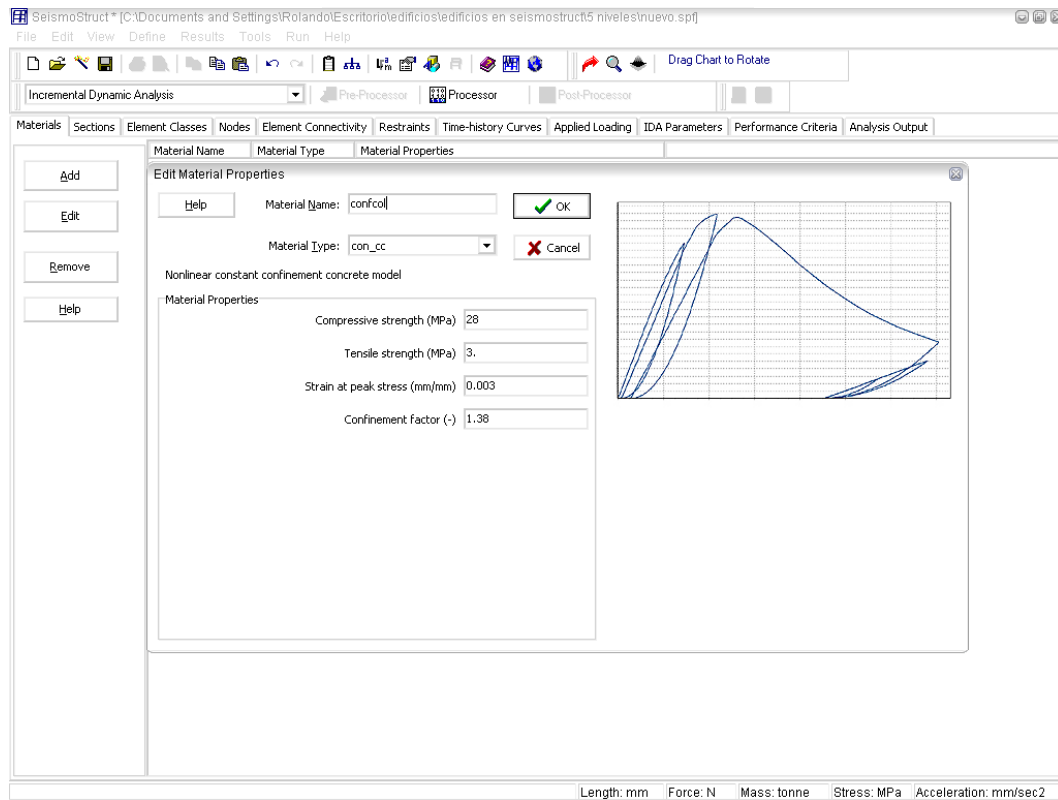 SeismoStruct * [C:\Documents and Settings\Rolando\Escritorio\edificios\edificios en seismostruct\5 niveles\nuevo.spf]
File Edit View Define Results Tools Run Help
Drag Chart to Rotate
Incremental Dynamic Analysis Pre-Processor Processor Post-Processor
Materials Sections Element Classes Nodes Element Connectivity Restraints Time-history Curves Applied Loading IDA Parameters Performance Criteria Analysis Output
Material Name Material Type Material Properties
Add
Edit
Remove
Help
Edit Material Properties
Help Material Name: confcol OK
Material Type: con_cc Cancel
Nonlinear constant confinement concrete model
Material Properties
Compressive strength (MPa) 28
Tensile strength (MPa) 3.
Strain at peak stress (mm/mm) 0.003
Confinement factor (-) 1.38
Length: mm Force: N Mass: tonne Stress: MPa Acceleration: mm/sec2